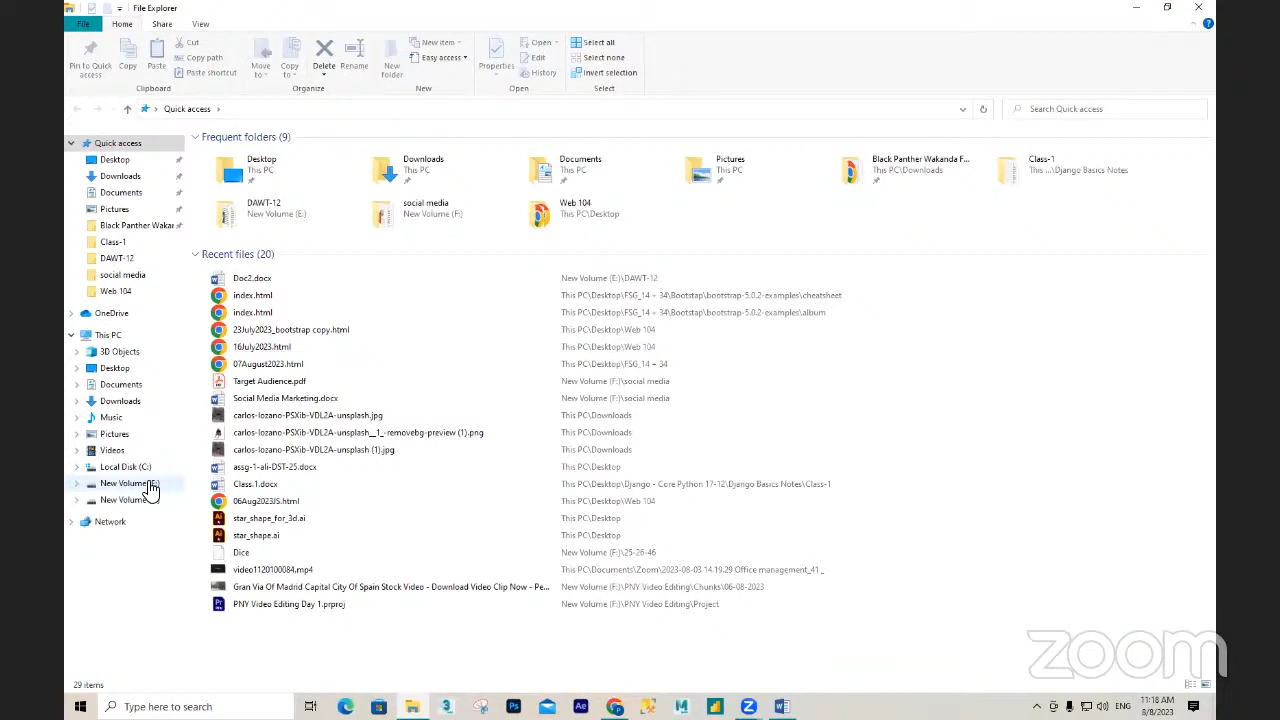 File Explorer
File Home Share View
Pin to Quick access
Copy
Paste
Cut
Copy path
Paste shortcut
Move to
Copy to
Delete
Rename
New folder
New item
Easy access
Properties
Open
Edit
History
Select all
Select none
Invert selection
Clipboard Organize New Open Select
Quick access
Search Quick access
Quick access
Desktop
Downloads
Documents
Pictures
Black Panther Wakan
Class-1
DAWT-12
social media
Web 104
OneDrive
This PC
3D Objects
Desktop
Documents
Downloads
Music
Pictures
Videos
Local Disk (C:)
New Volume
New Volume
Network
Frequent folders (9)
Desktop
This PC
Downloads
This PC
Documents
This PC
Pictures
This PC
Black Panther Wakanda F...
This PC\Downloads
Class-1
This ...\Django Basics Notes
DAWT-12
New Volume (E:)
social media
New Volume (F:)
Web 104
This PC\Desktop
Recent files (20)
Doc2.docx New Volume (E:)\DAWT-12
index.html This PC\Desktop\FSG_14 + 34\Bootstap\bootstrap-5.0.2-examples\cheatsheet
index.html This PC\Desktop\FSG_14 + 34\Bootstap\bootstrap-5.0.2-examples\album
23July2023_bootstrap copy.html This PC\Desktop\Web 104
16July2023.html This PC\Desktop\Web 104
07August2023.html This PC\Desktop\FSG_14 + 34
Target Audience.pdf New Volume (F:)\social media
Social Media Marketing.docx New Volume (F:)\social media
carlos-lozano-PSXib-VDL2A-unsplash.jpg This PC\Downloads
carlos-lozano-PSXib-VDL2A-unsplash__1_-removebg-preview (1).png This PC\Downloads
carlos-lozano-PSXib-VDL2A-unsplash (1).jpg This PC\Downloads
assg-1-ali-DST-25.docx This PC\Desktop
Class.1.docx This PC\Desktop\Django - Core Python 17-12\Django Basics Notes\Class-1
06Aug2023JS.html This PC\Desktop\Web 104
star_shape_for_3d.ai This PC\Desktop
star_shape.ai This PC\Desktop
Dice New Volume (F:)\25-26-46
video1120100084.mp4 This PC\Documents\Zoom\2023-08-03 14.19.29 Office management_41 _
Gran Via Of Madrid Capital City Of Spain Stock Video - Download Video Clip Now - Pe... New Volume (F:)\PNY Video Editing\Chunks\06-08-2023
PNY Video Editing Day 1.prproj New Volume (F:)\PNY Video Editing\Project
29 items
zoom
Type here to search
ENG
11:18 AM
8/8/2023